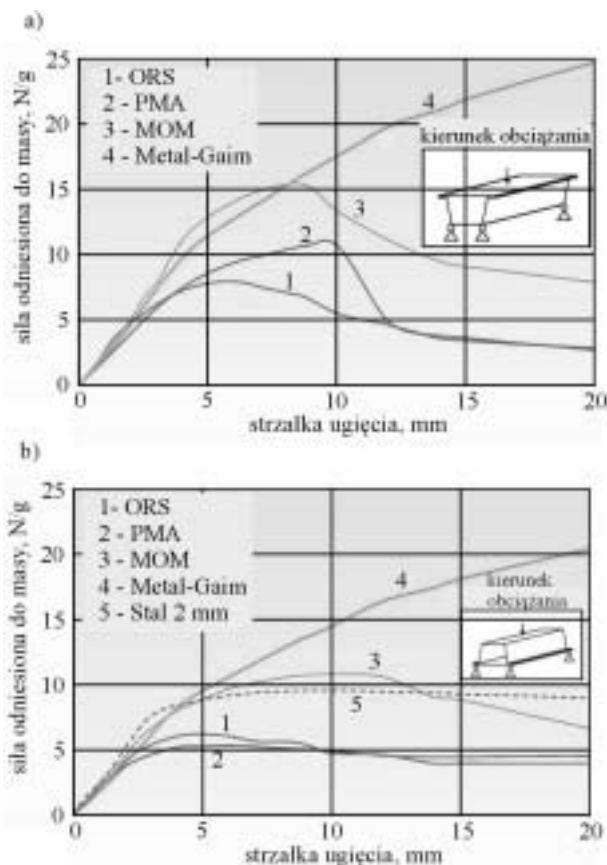 a)
siła odniesiona do masy, N/g
25
20
15
10
5
0
1- ORS
2 - PMA
3 - MOM
4 - Metal-Gaim
4
kierunek obciążania
3
2
1
5
10
15
20
strzalka ugięcia, mm
b)
siła odniesiona do masy, N/g
25
20
15
10
5
0
1- ORS
2 - PMA
3 - MOM
4 - Metal-Gaim
5 - Stal 2 mm
4
kierunek
obciążania
3
5
1
2
0
5
10
15
20
strzalka ugięcia, mm